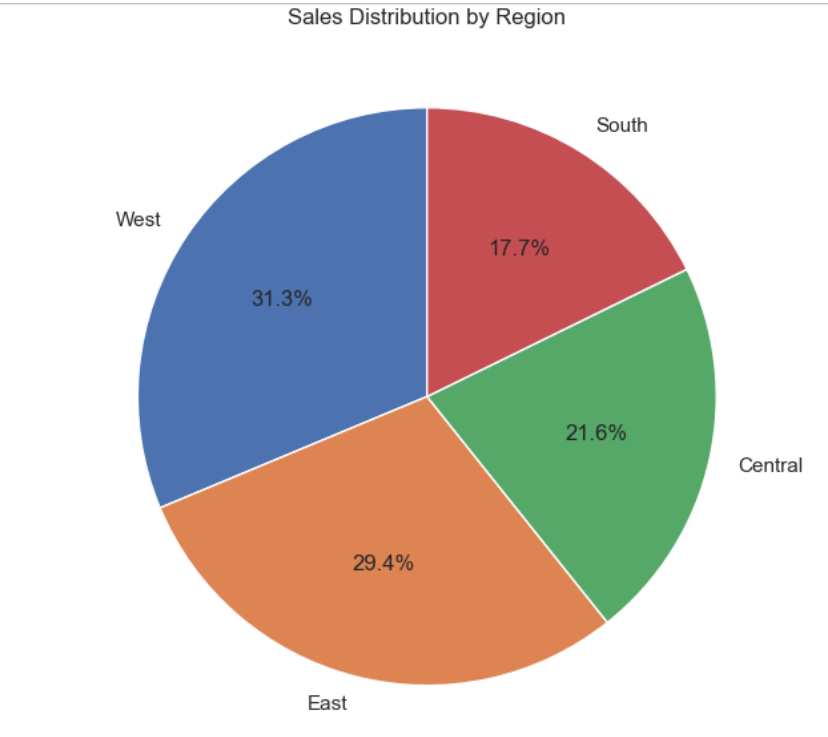 Sales Distribution by Region
South
West
17.7%
31.3%
21.6%
Central
29.4%
East